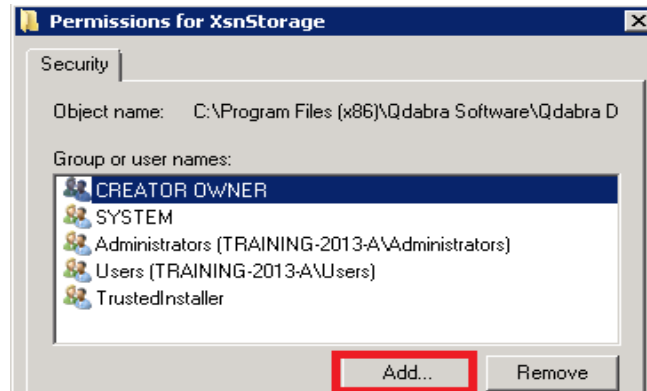 Permissions for XsnStorage
Security
Object name: C:\Program Files (x86)\Qdabra Software\Qdabra D
Group or user names:
CREATOR OWNER
SYSTEM
Administrators (TRAINING-2013-A\Administrators)
Users (TRAINING-2013-A\Users)
TrustedInstaller
Add... Remove